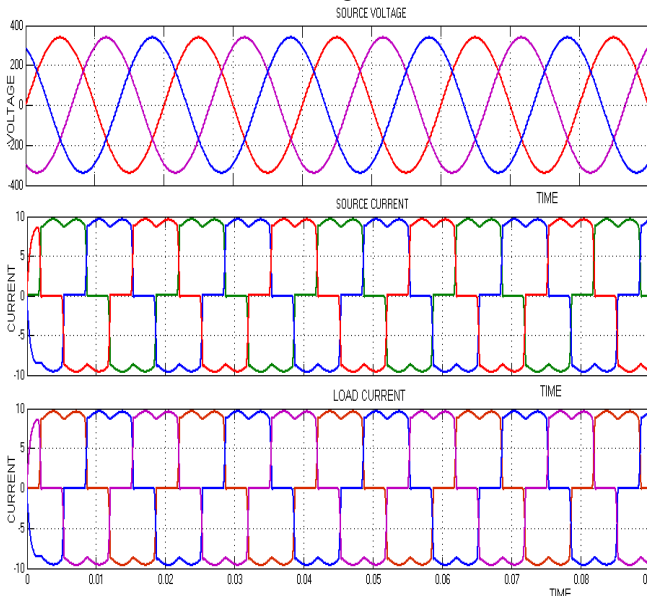 SOURCE VOLTAGE
400
200
0
-200
-400
VOLTAGE
TIME
SOURCE CURRENT
10
5
0
-5
-10
CURRENT
TIME
LOAD CURRENT
10
5
0
-5
-10
CURRENT
0 0.01 0.02 0.03 0.04 0.05 0.06 0.07 0.08
TIME